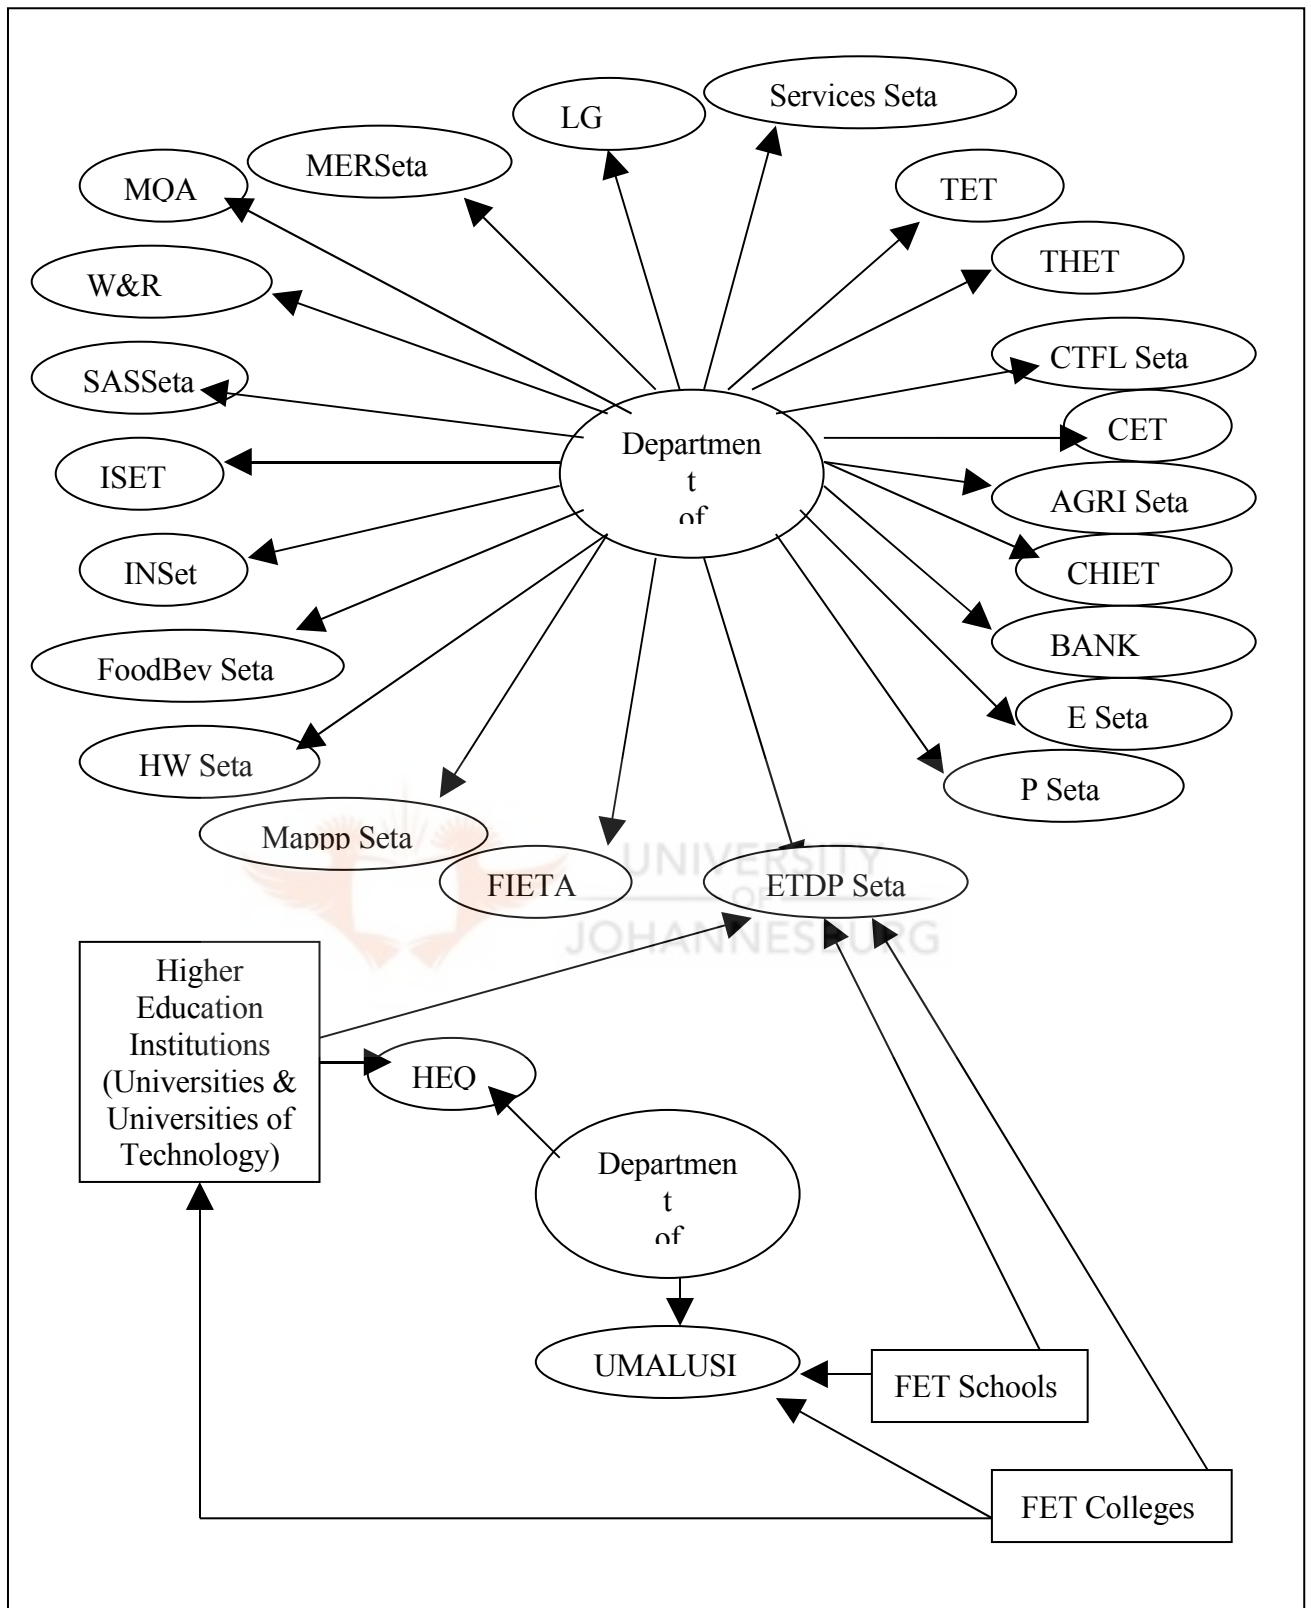 Services Seta
LG
MERSeta
TET
MQA
THET
W&R
CTFL Seta
SASSeta
CET
Departmen
t
of
ISET
AGRI Seta
INSet
CHIET
BANK
FoodBev Seta
E Seta
HW Seta
P Seta
Mappp Seta
FIETA
ETDP Seta
UNIVERSITY
OF
JOHANNESBURG
Higher
Education
Institutions
(Universities &
Universities of
Technology)
HEQ
Departmen
t
of
UMALUSI
FET Schools
FET Colleges